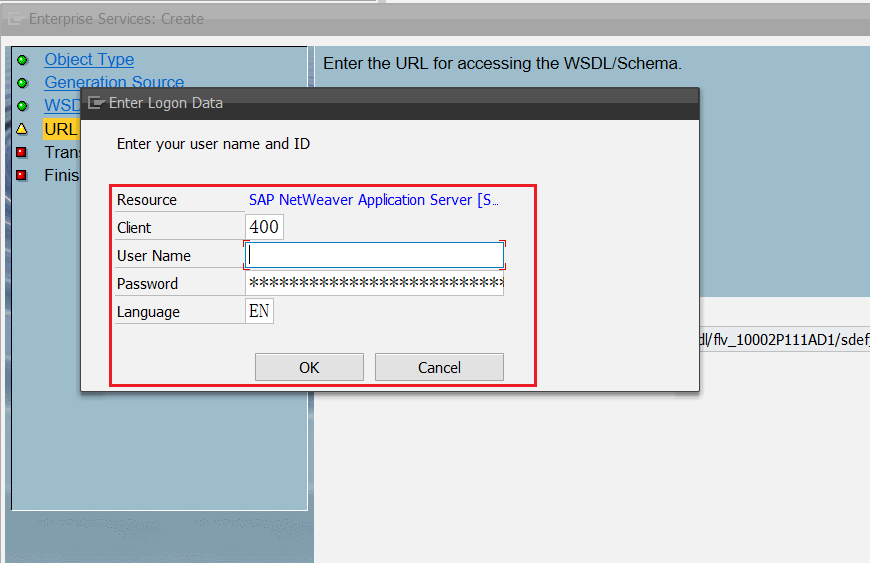 Enterprise Services: Create
Object Type
Generation Source
WSD
URL
Trans
Finis
Enter the URL for accessing the WSDL/Schema.
Enter Logon Data
Enter your user name and ID
Resource SAP NetWeaver Application Server [S...
Client 400
User Name
Password ****************************
Language EN
OK Cancel
dl/flv_10002P111AD1/sdef_